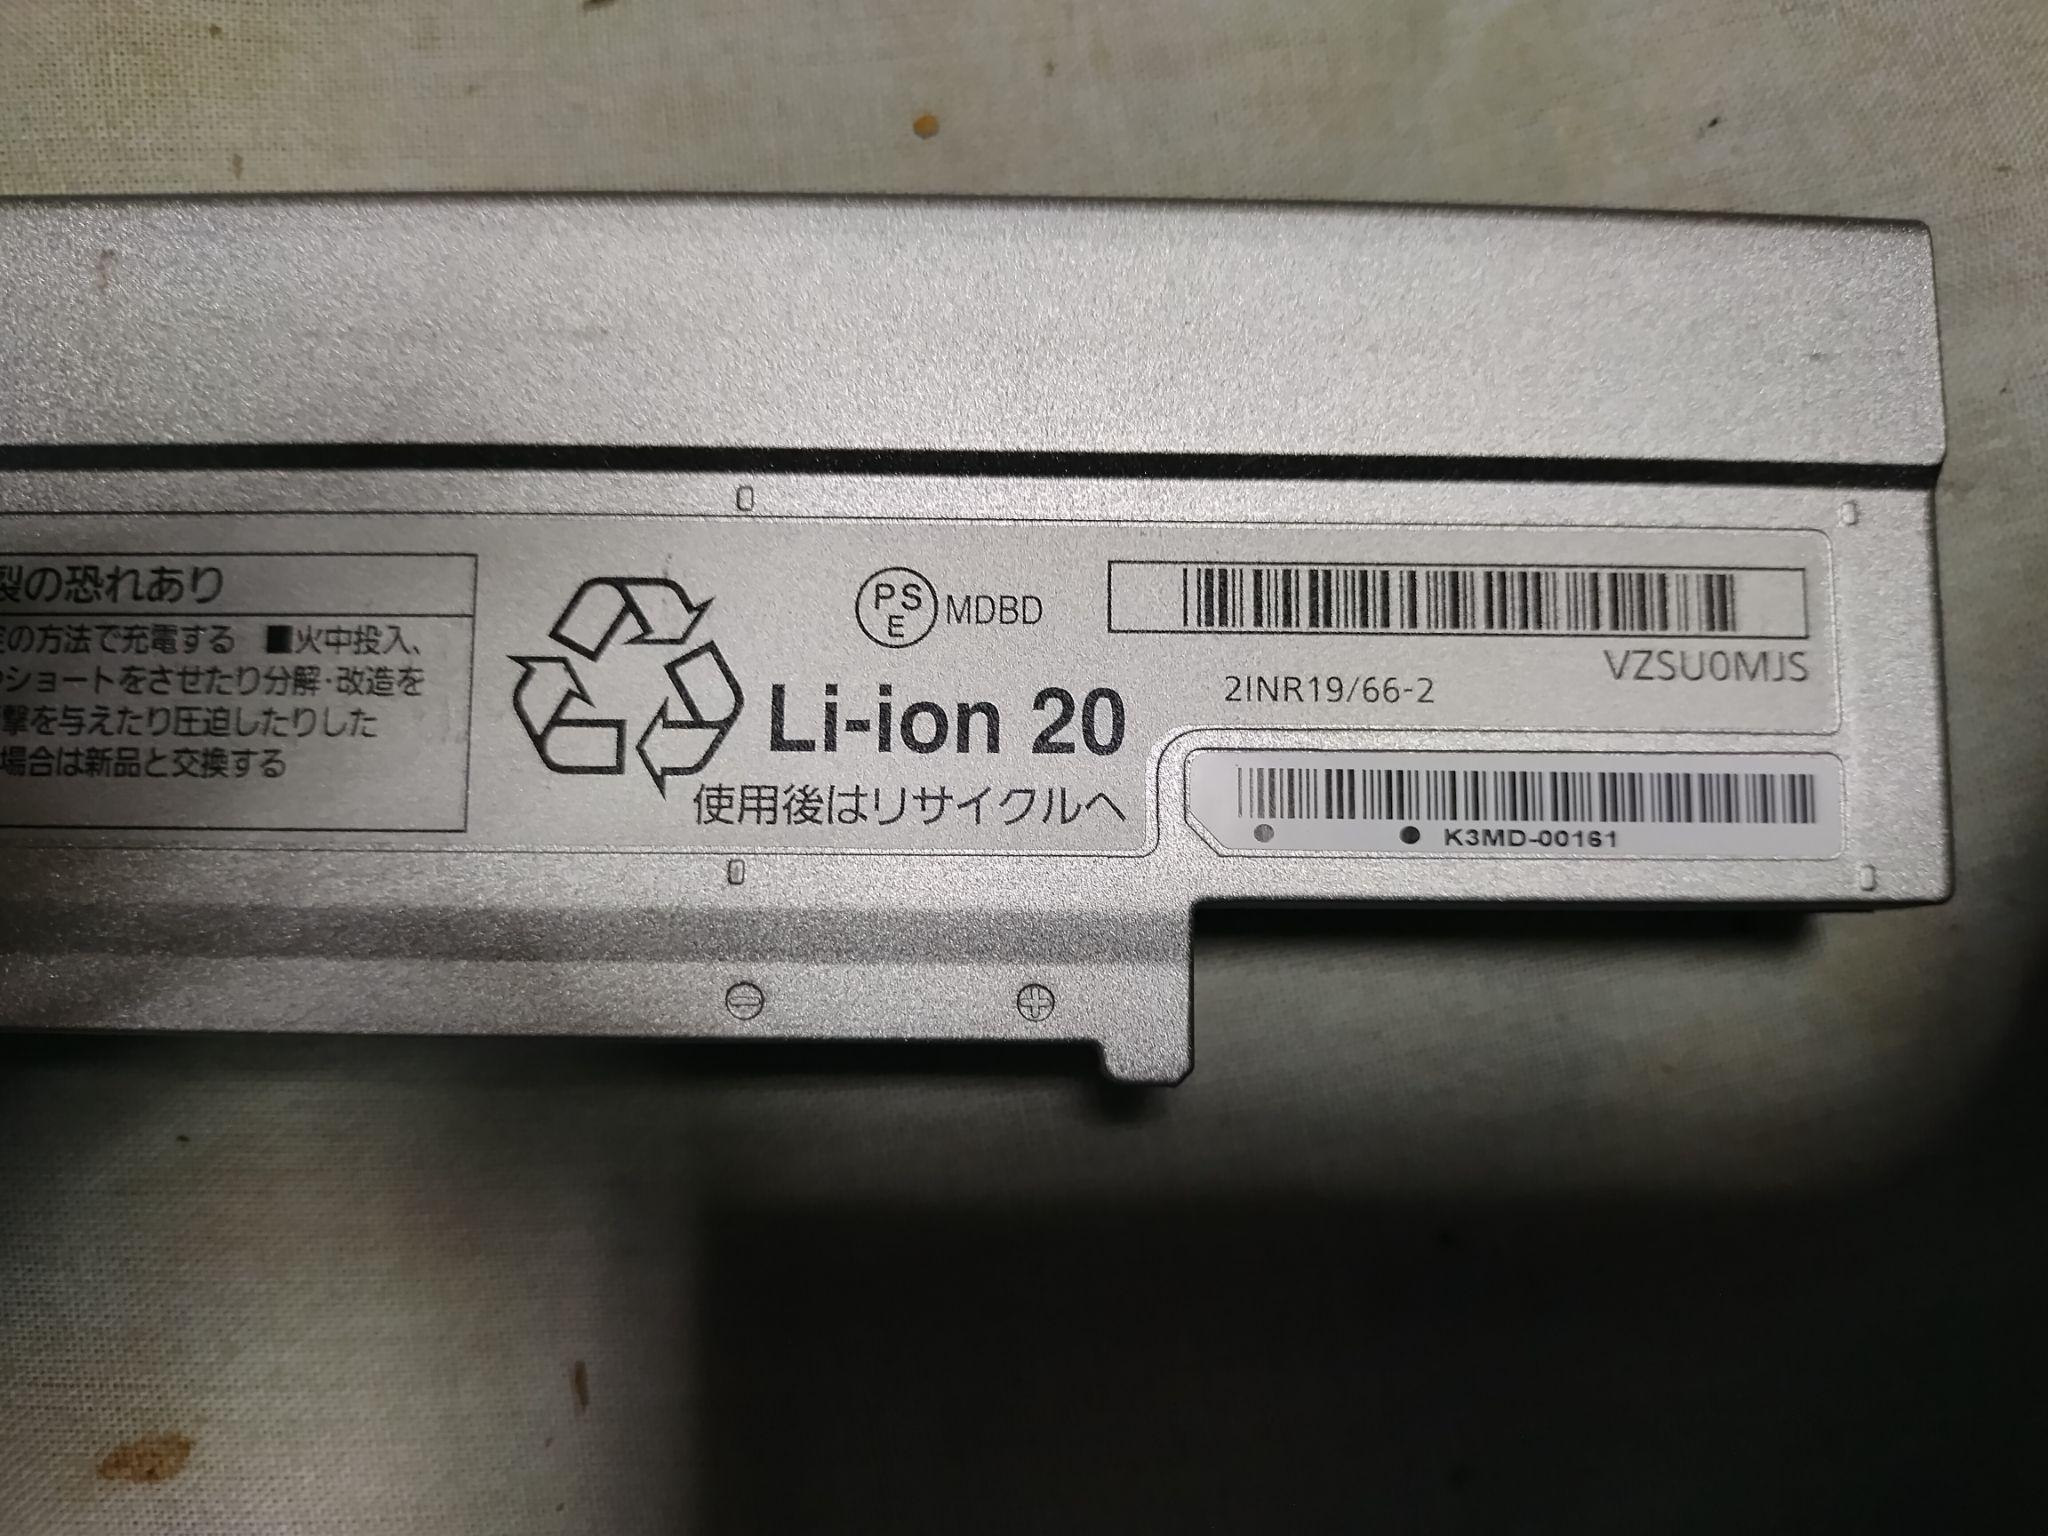 裂の恐れあり
の方法で充電する ■火中投入、
ショートをさせたり分解・改造を
撃を与えたり圧迫したりした
場合は新品と交換する
PSE MDBD
Li-ion 20
使用後はリサイクルへ
VZSU0MJS
2INR19/66-2
K3MD-00161